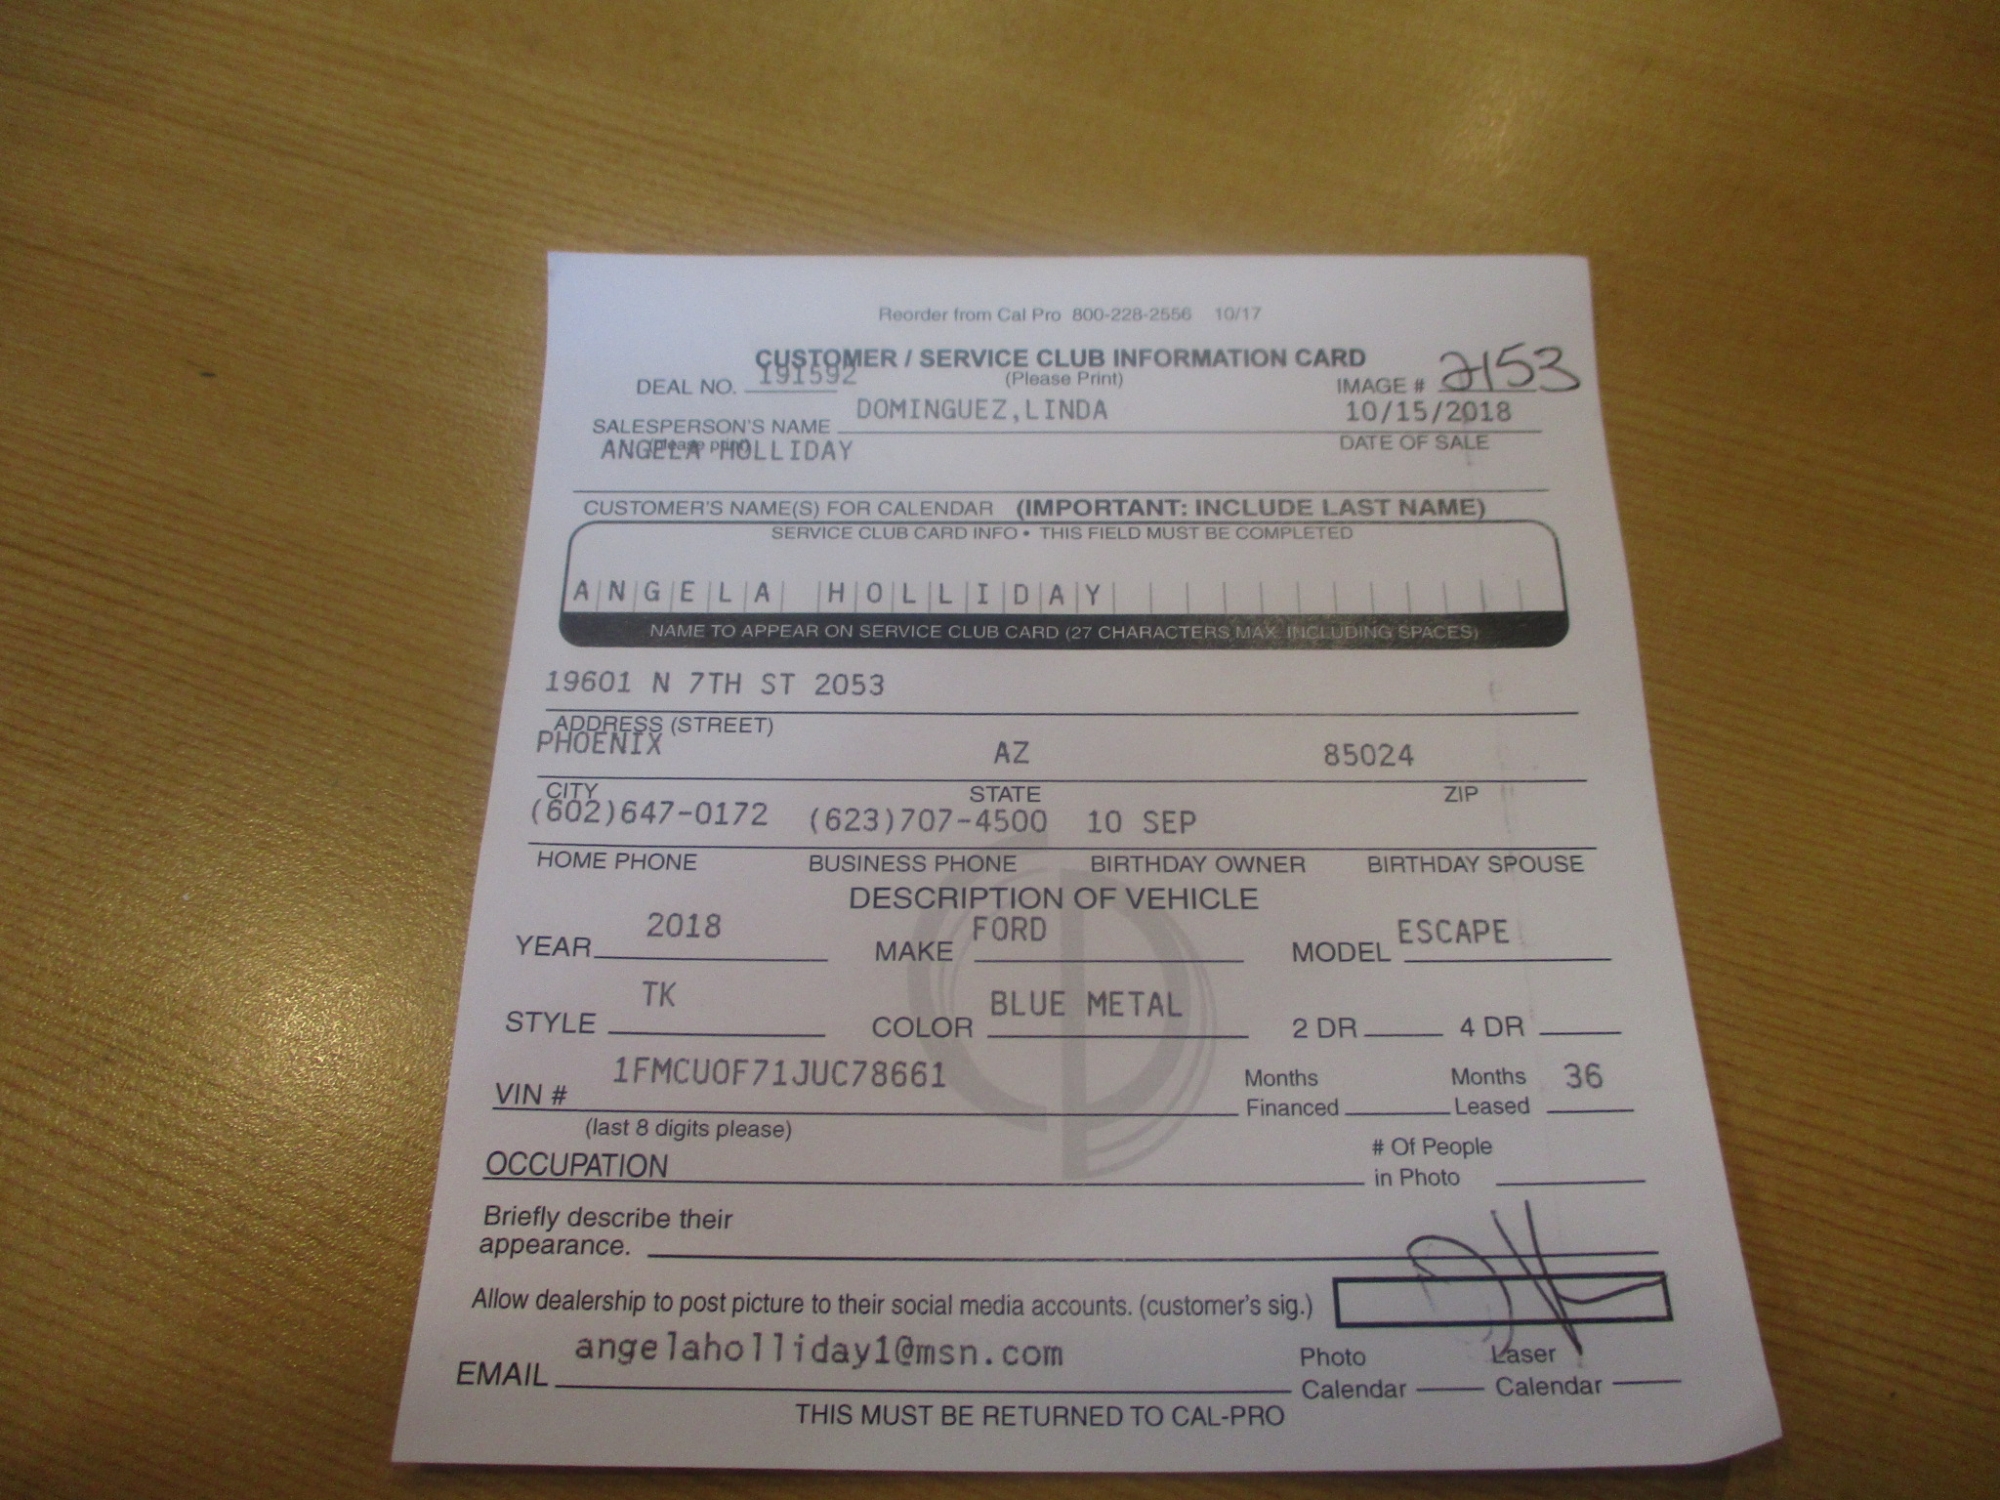 Reorder from Cal Pro 800-228-2556 10/17
CUSTOMER / SERVICE CLUB INFORMATION CARD
DEAL NO. 191592 (Please Print) IMAGE # 2153
SALESPERSON'S NAME DOMINGUEZ,LINDA 10/15/2018
(please print) DATE OF SALE
ANGELA HOLLIDAY
CUSTOMER'S NAME(S) FOR CALENDAR (IMPORTANT: INCLUDE LAST NAME)
SERVICE CLUB CARD INFO • THIS FIELD MUST BE COMPLETED
ANGELA HOLLIDAY
NAME TO APPEAR ON SERVICE CLUB CARD (27 CHARACTERS MAX. INCLUDING SPACES)
19601 N 7TH ST 2053
ADDRESS (STREET)
PHOENIX AZ 85024
CITY STATE ZIP
(602)647-0172 (623)707-4500 10 SEP
HOME PHONE BUSINESS PHONE BIRTHDAY OWNER BIRTHDAY SPOUSE
DESCRIPTION OF VEHICLE
YEAR 2018 MAKE FORD MODEL ESCAPE
STYLE TK COLOR BLUE METAL 2 DR 4 DR
VIN # 1FMCU0F71JUC78661 Months Financed Months Leased 36
(last 8 digits please)
OCCUPATION # Of People in Photo
Briefly describe their
appearance.
Allow dealership to post picture to their social media accounts. (customer's sig.)
EMAIL angelaholliday1@msn.com Photo Calendar Laser Calendar
THIS MUST BE RETURNED TO CAL-PRO